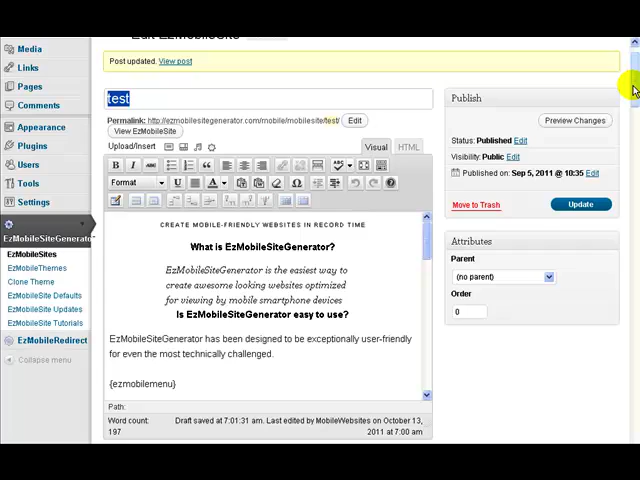 Media
Links
Pages
Comments
Appearance
Plugins
Users
Tools
Settings
EzMobileSiteGenerator
EzMobileSites
EzMobileThemes
Clone Theme
EzMobileSite Defaults
EzMobileSite Updates
EzMobileSite Tutorials
EzMobileRedirect
Collapse menu
Edit EzMobileSite
Post updated. View post
test
Permalink: http://ezmobilesitegenerator.com/mobile/mobilesite/test/ Edit
View EzMobileSite
Upload/Insert
Visual
HTML
Format
CREATE MOBILE-FRIENDLY WEBSITES IN RECORD TIME
What is EzMobileSiteGenerator?
EzMobileSiteGenerator is the easiest way to
create awesome looking websites optimized
for viewing by mobile smartphone devices
Is EzMobileSiteGenerator easy to use?
EzMobileSiteGenerator has been designed to be exceptionally user-friendly
for even the most technically challenged.
{ezmobilemenu}
Path:
Word count: Draft saved at 7:01:31 am. Last edited by MobileWebsites on October 13,
197 2011 at 7:00 am
Publish
Preview Changes
Status: Published Edit
Visibility: Public Edit
Published on: Sep 5, 2011 @ 10:35 Edit
Move to Trash
Update
Attributes
Parent
(no parent)
Order
0